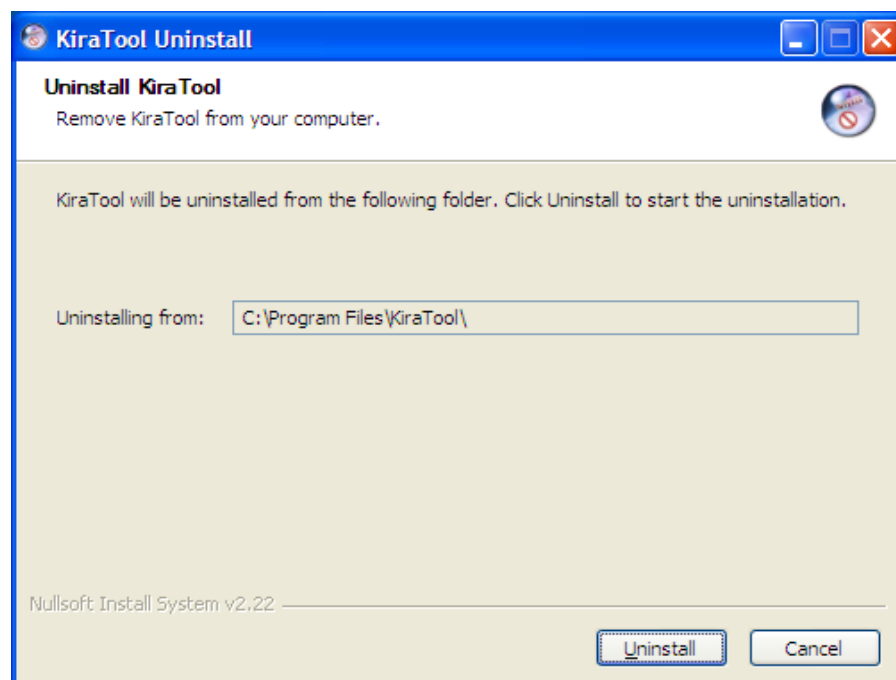 KiraTool Uninstall
Uninstall KiraTool
Remove KiraTool from your computer.
KiraTool will be uninstalled from the following folder. Click Uninstall to start the uninstallation.
Uninstalling from: C:\Program Files\KiraTool\
Nullsoft Install System v2.22
Uninstall Cancel